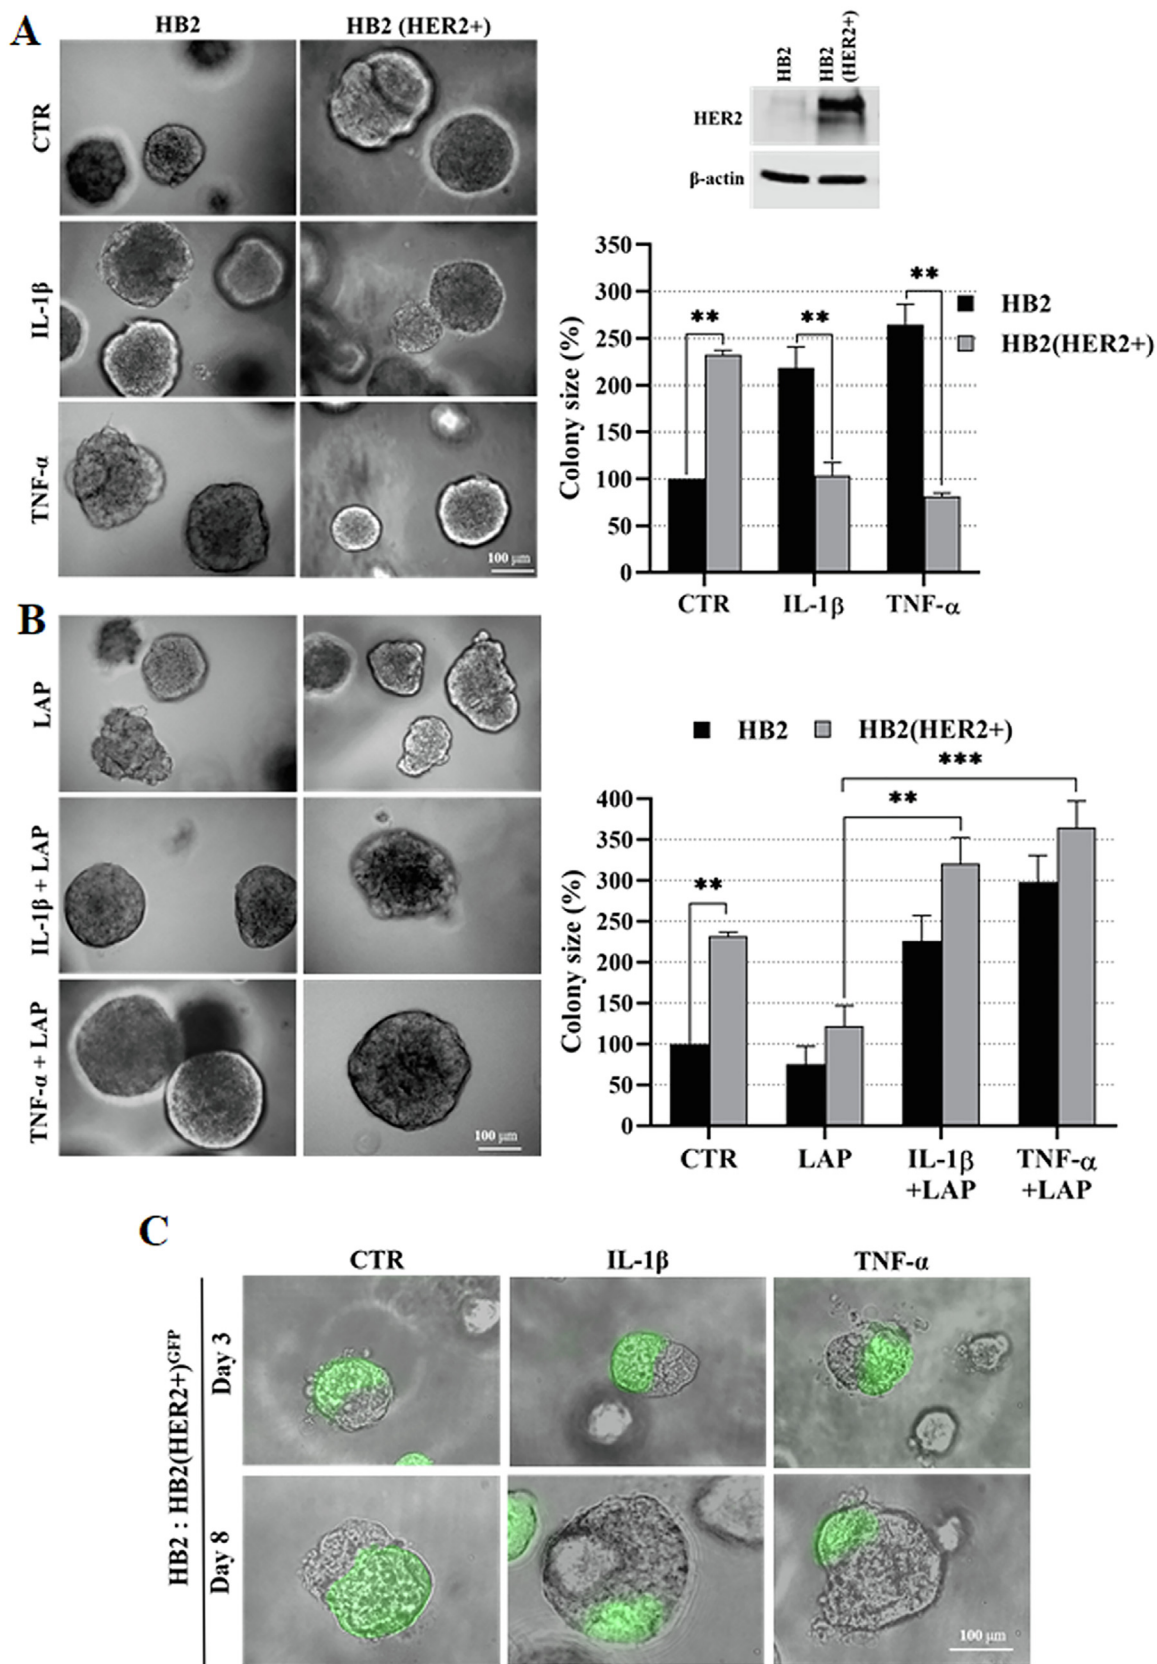 A
HB2
HB2 (HER2+)
CTR
IL-1β
TNF-α
100 µm
HB2
HB2
(HER2+)
HER2
β-actin
350
300
250
200
150
100
50
0
Colony size (%)
**
**
**
HB2
HB2(HER2+)
CTR
IL-1β
TNF-α
B
LAP
IL-1β + LAP
TNF-α + LAP
100 µm
HB2
HB2(HER2+)
***
**
**
400
350
300
250
200
150
100
50
0
Colony size (%)
CTR
LAP
IL-1β
+LAP
TNF-α
+LAP
C
CTR
IL-1β
TNF-α
HB2 : HB2(HER2+)GFP
Day 3
Day 8
100 µm